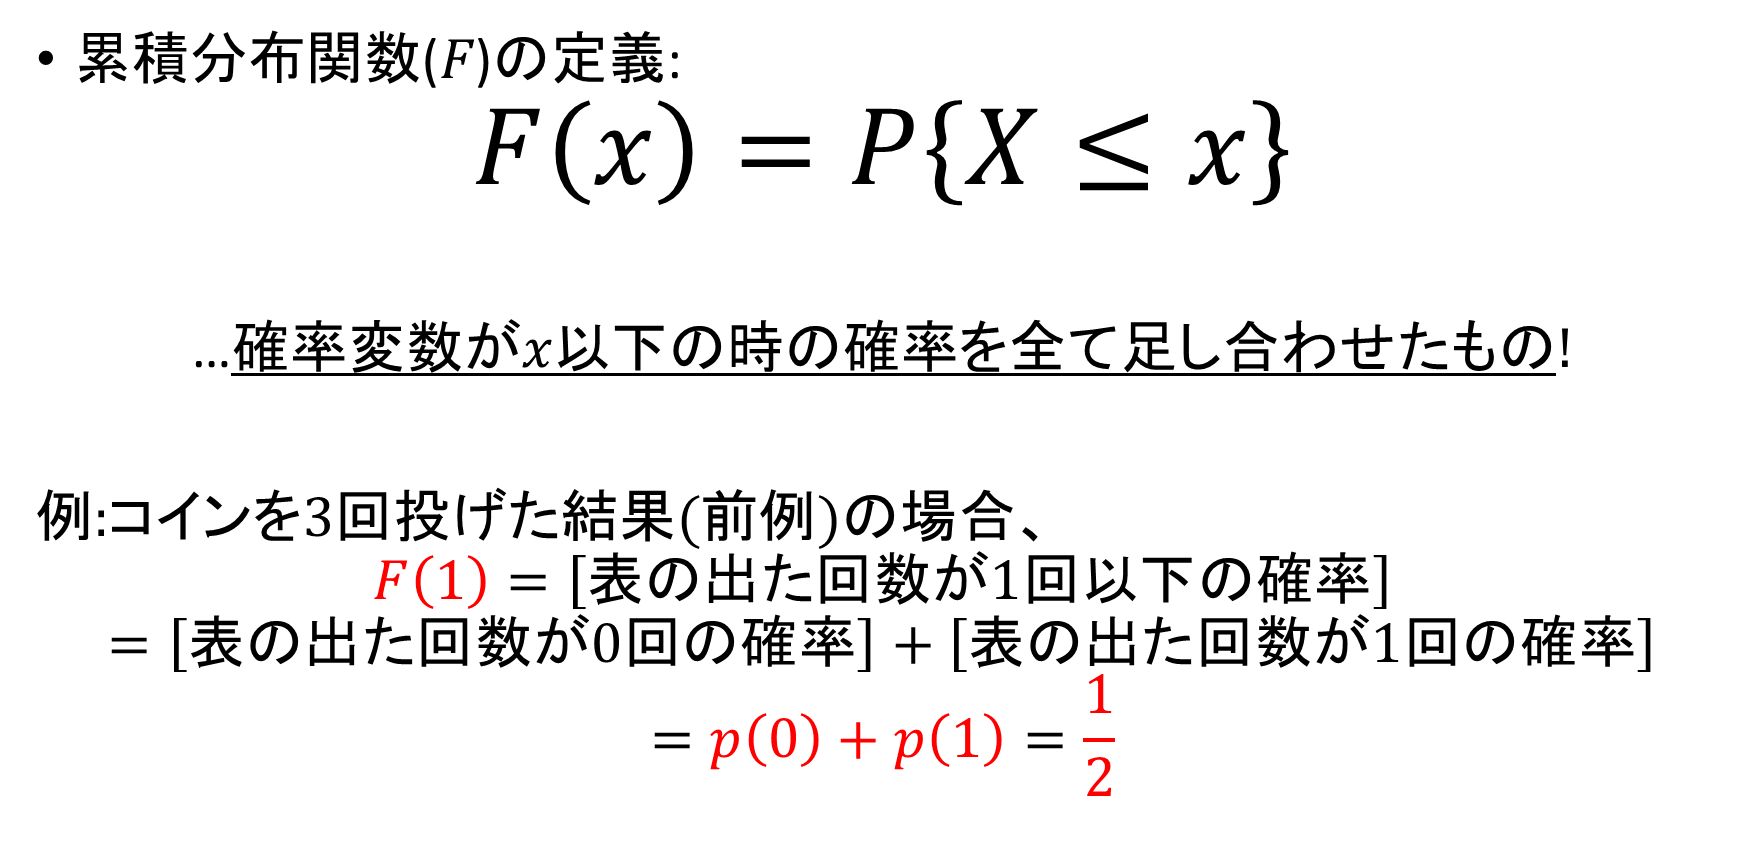 • 累積分布関数(F)の定義:
F(x) = P{X ≤ x}
…確率変数がx以下の時の確率を全て足し合わせたもの!
例:コインを3回投げた結果(前例)の場合、
F(1) = [表の出た回数が1回以下の確率]
= [表の出た回数が0回の確率] + [表の出た回数が1回の確率]
= p(0) + p(1) = 1/2